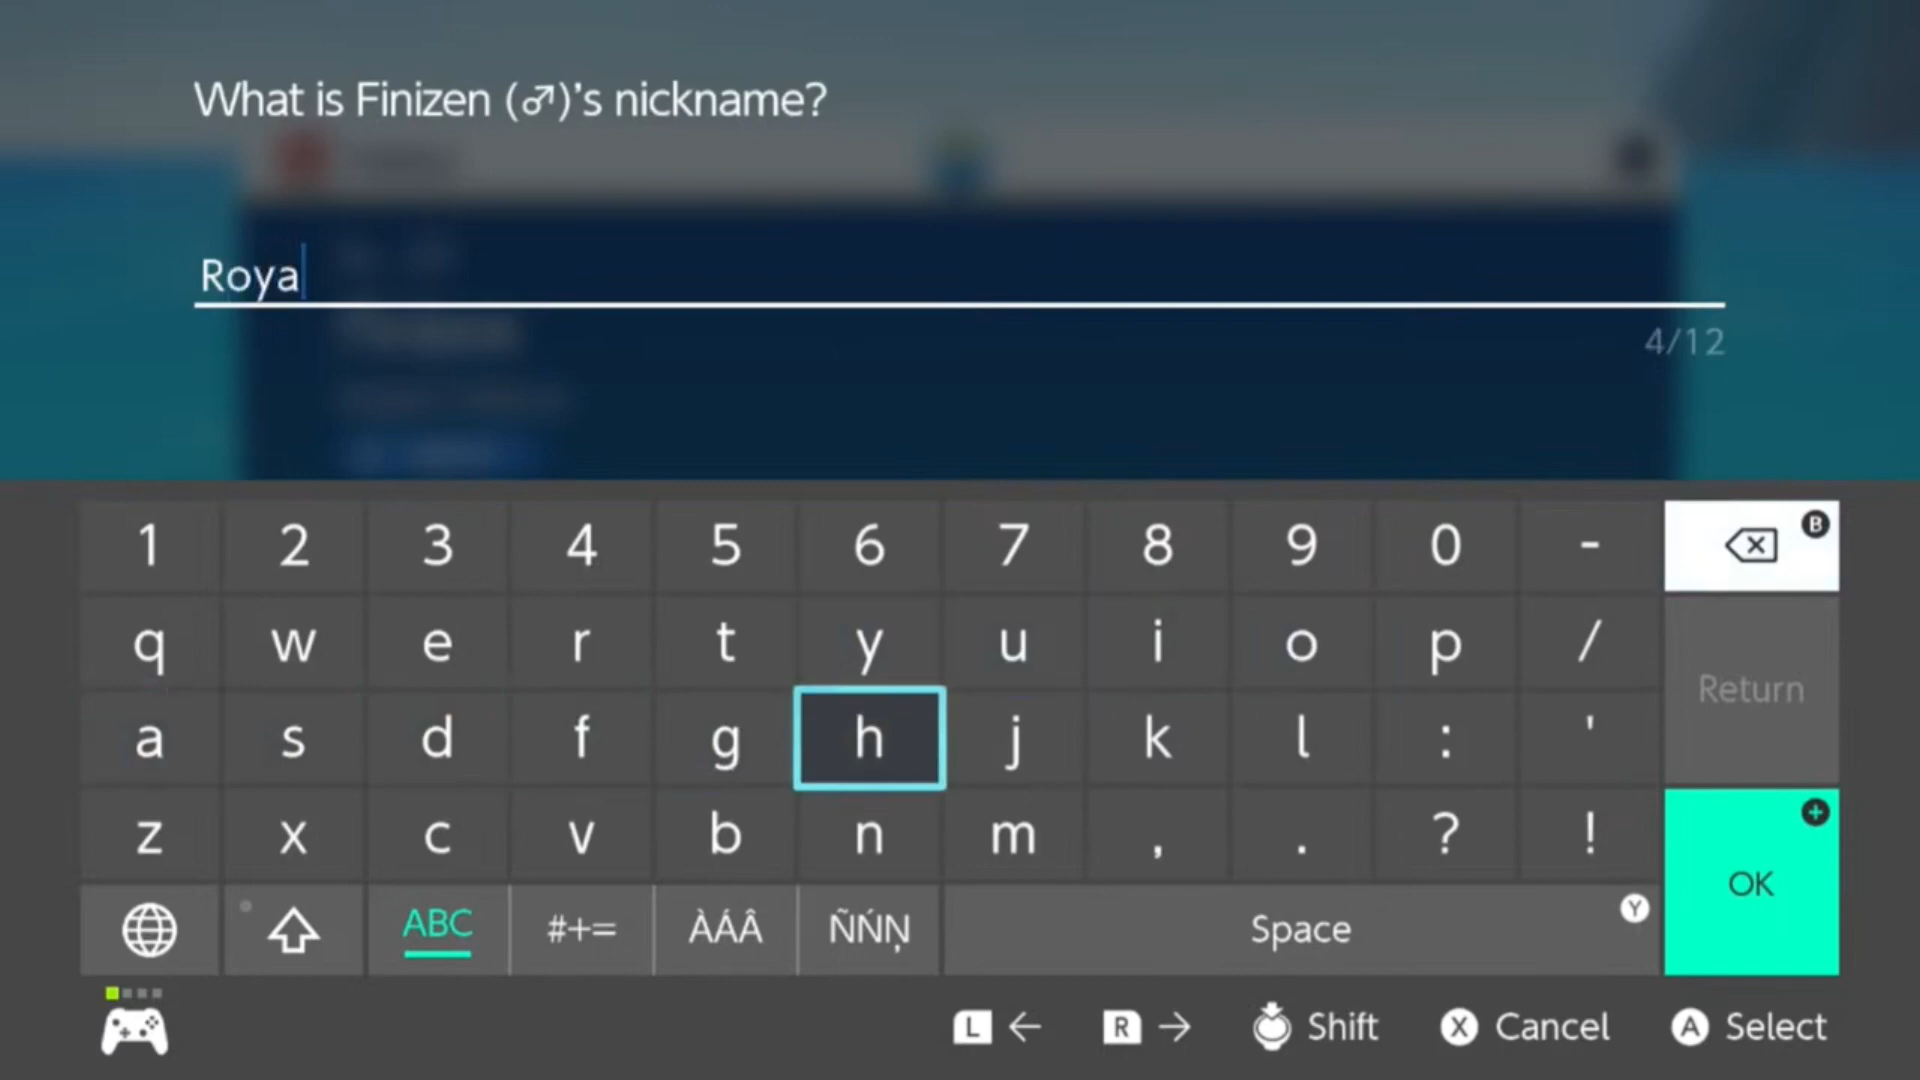 What is Finizen (♂)'s nickname?
Roya
4/12
1 2 3 4 5 6 7 8 9 0 - B
q w e r t y u i o p /
Return
a s d f g h j k l : '
z x c v b n m , . ? ! +
OK
ABC #+= ÀÁÂ ÑŃŅ Space Y
L ← R → Shift X Cancel A Select